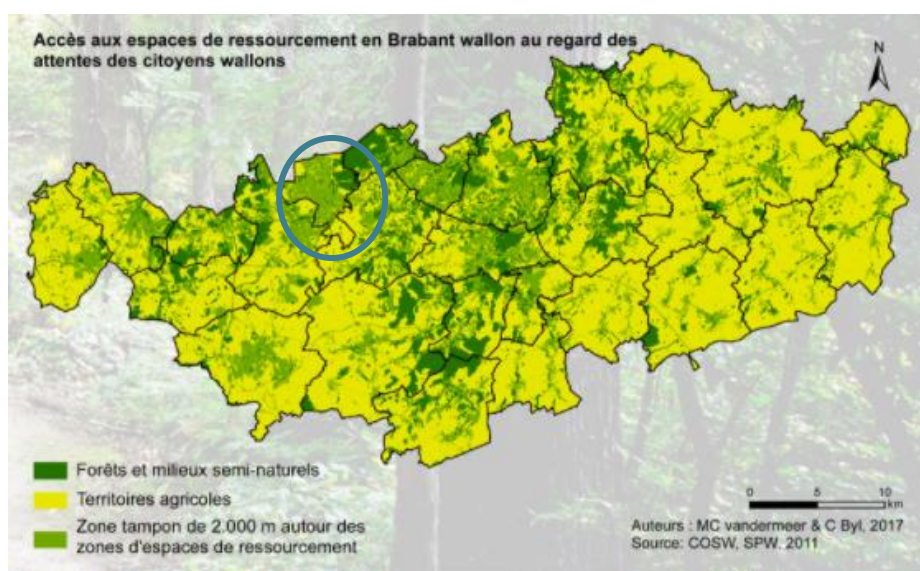 Accès aux espaces de ressourcement en Brabant wallon au regard des
attentes des citoyens wallons
N
Forêts et milieux semi-naturels
Territoires agricoles
Zone tampon de 2.000 m autour des
zones d'espaces de ressourcement
0 5 10
km
Auteurs : MC vandermeer & C Byl, 2017
Source: COSW, SPW, 2011